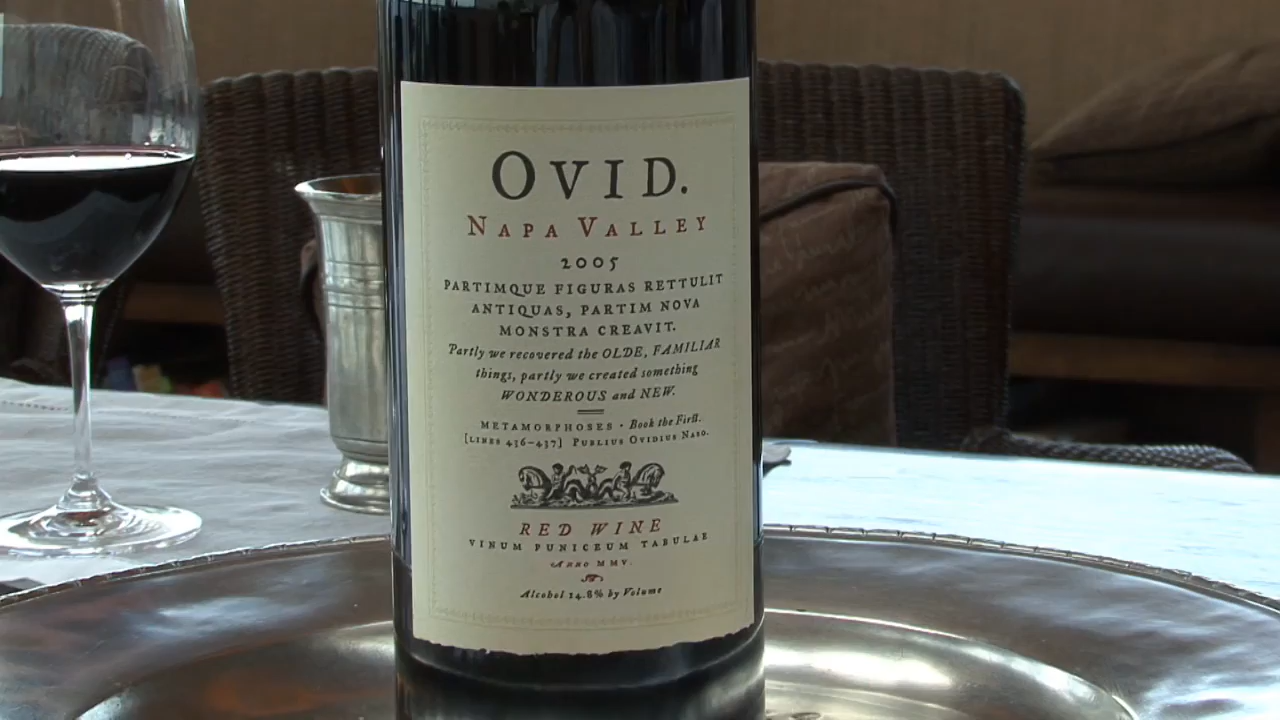 OVID.
NAPA VALLEY
2005
PARTIMQUE FIGURAS RETTULIT
ANTIQUAS, PARTIM NOVA
MONSTRA CREAVIT.
Partly we recovered the OLDE, FAMILIAR
things, partly we created something
WONDEROUS and NEW.
METAMORPHOSES • Book the First.
[LINES 436–437] PUBLIUS OVIDIUS NASO.
RED WINE
VINUM PUNICEUM TABULAE
ANNO MMV.
Alcohol 14.8% by Volume